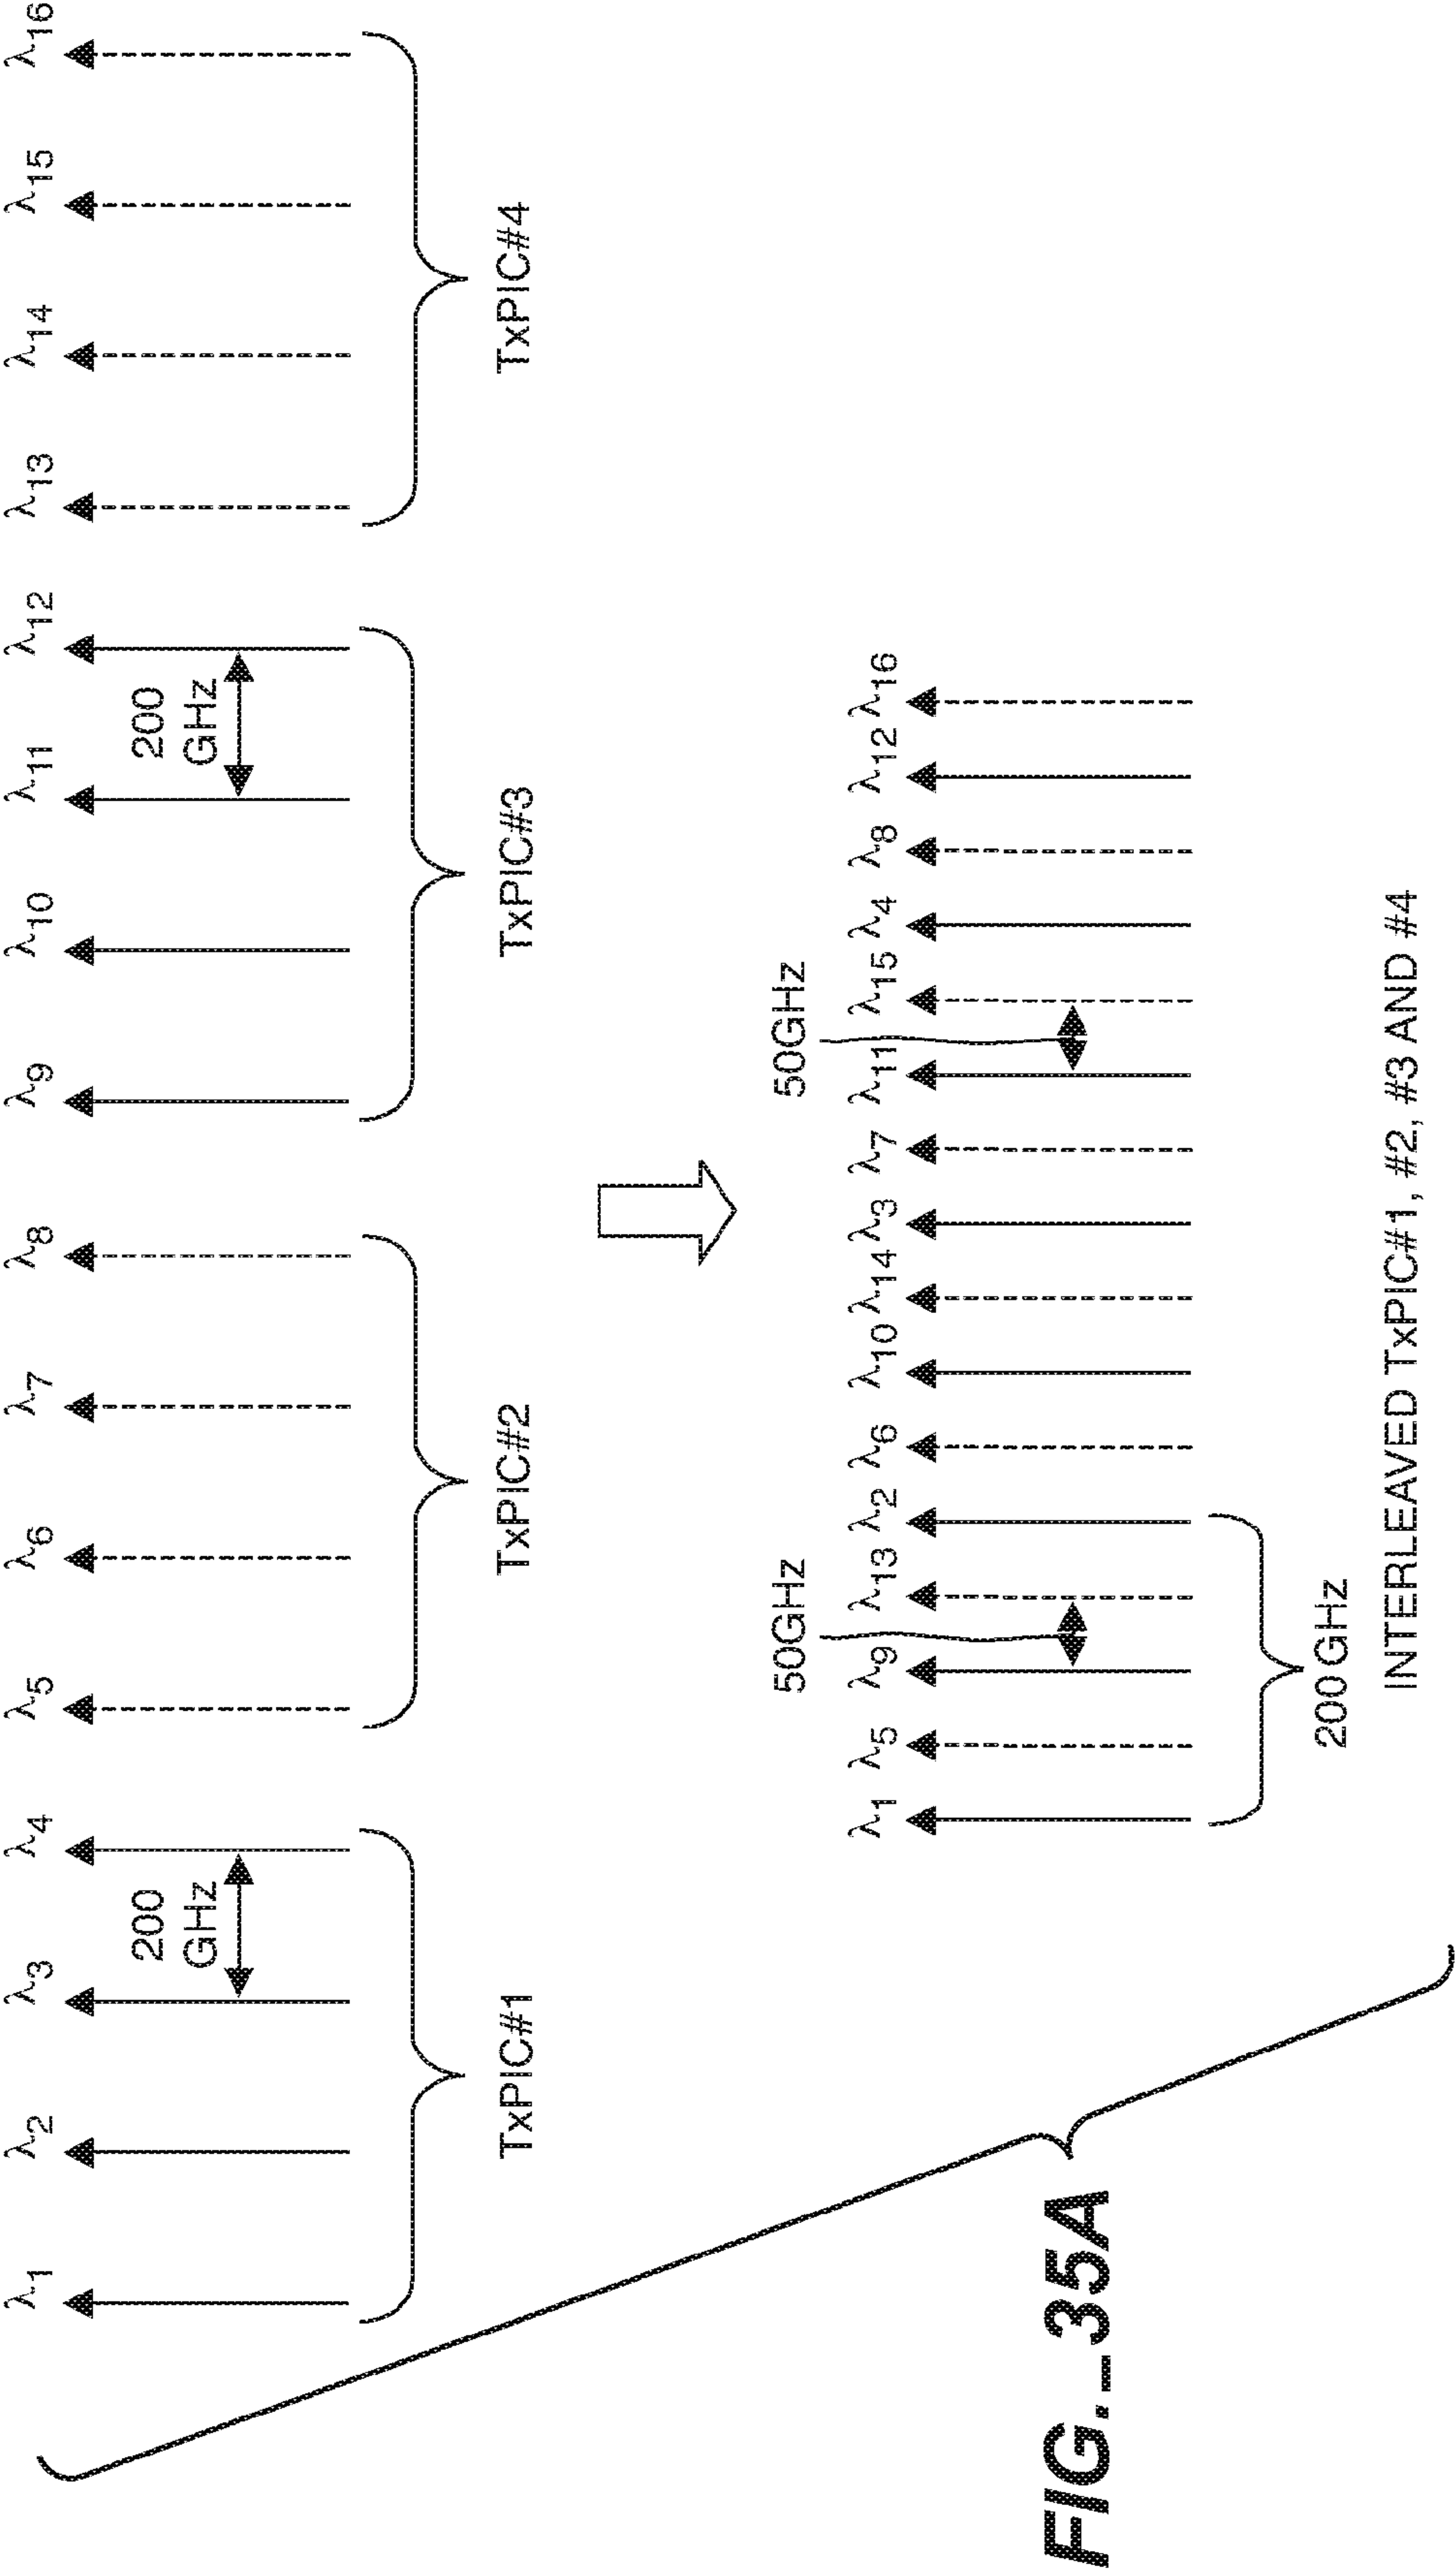 λ1 λ2 λ3 λ4 λ5 λ6 λ7 λ8 λ9 λ10 λ11 λ12 λ13 λ14 λ15 λ16
200 GHz
200 GHz
TxPIC#1 TxPIC#2 TxPIC#3 TxPIC#4
50GHz 50GHz
λ1 λ5 λ9 λ13 λ2 λ6 λ10 λ14 λ3 λ7 λ11 λ15 λ4 λ8 λ12 λ16
200 GHz
INTERLEAVED TxPIC#1, #2, #3 AND #4
FIG._35A